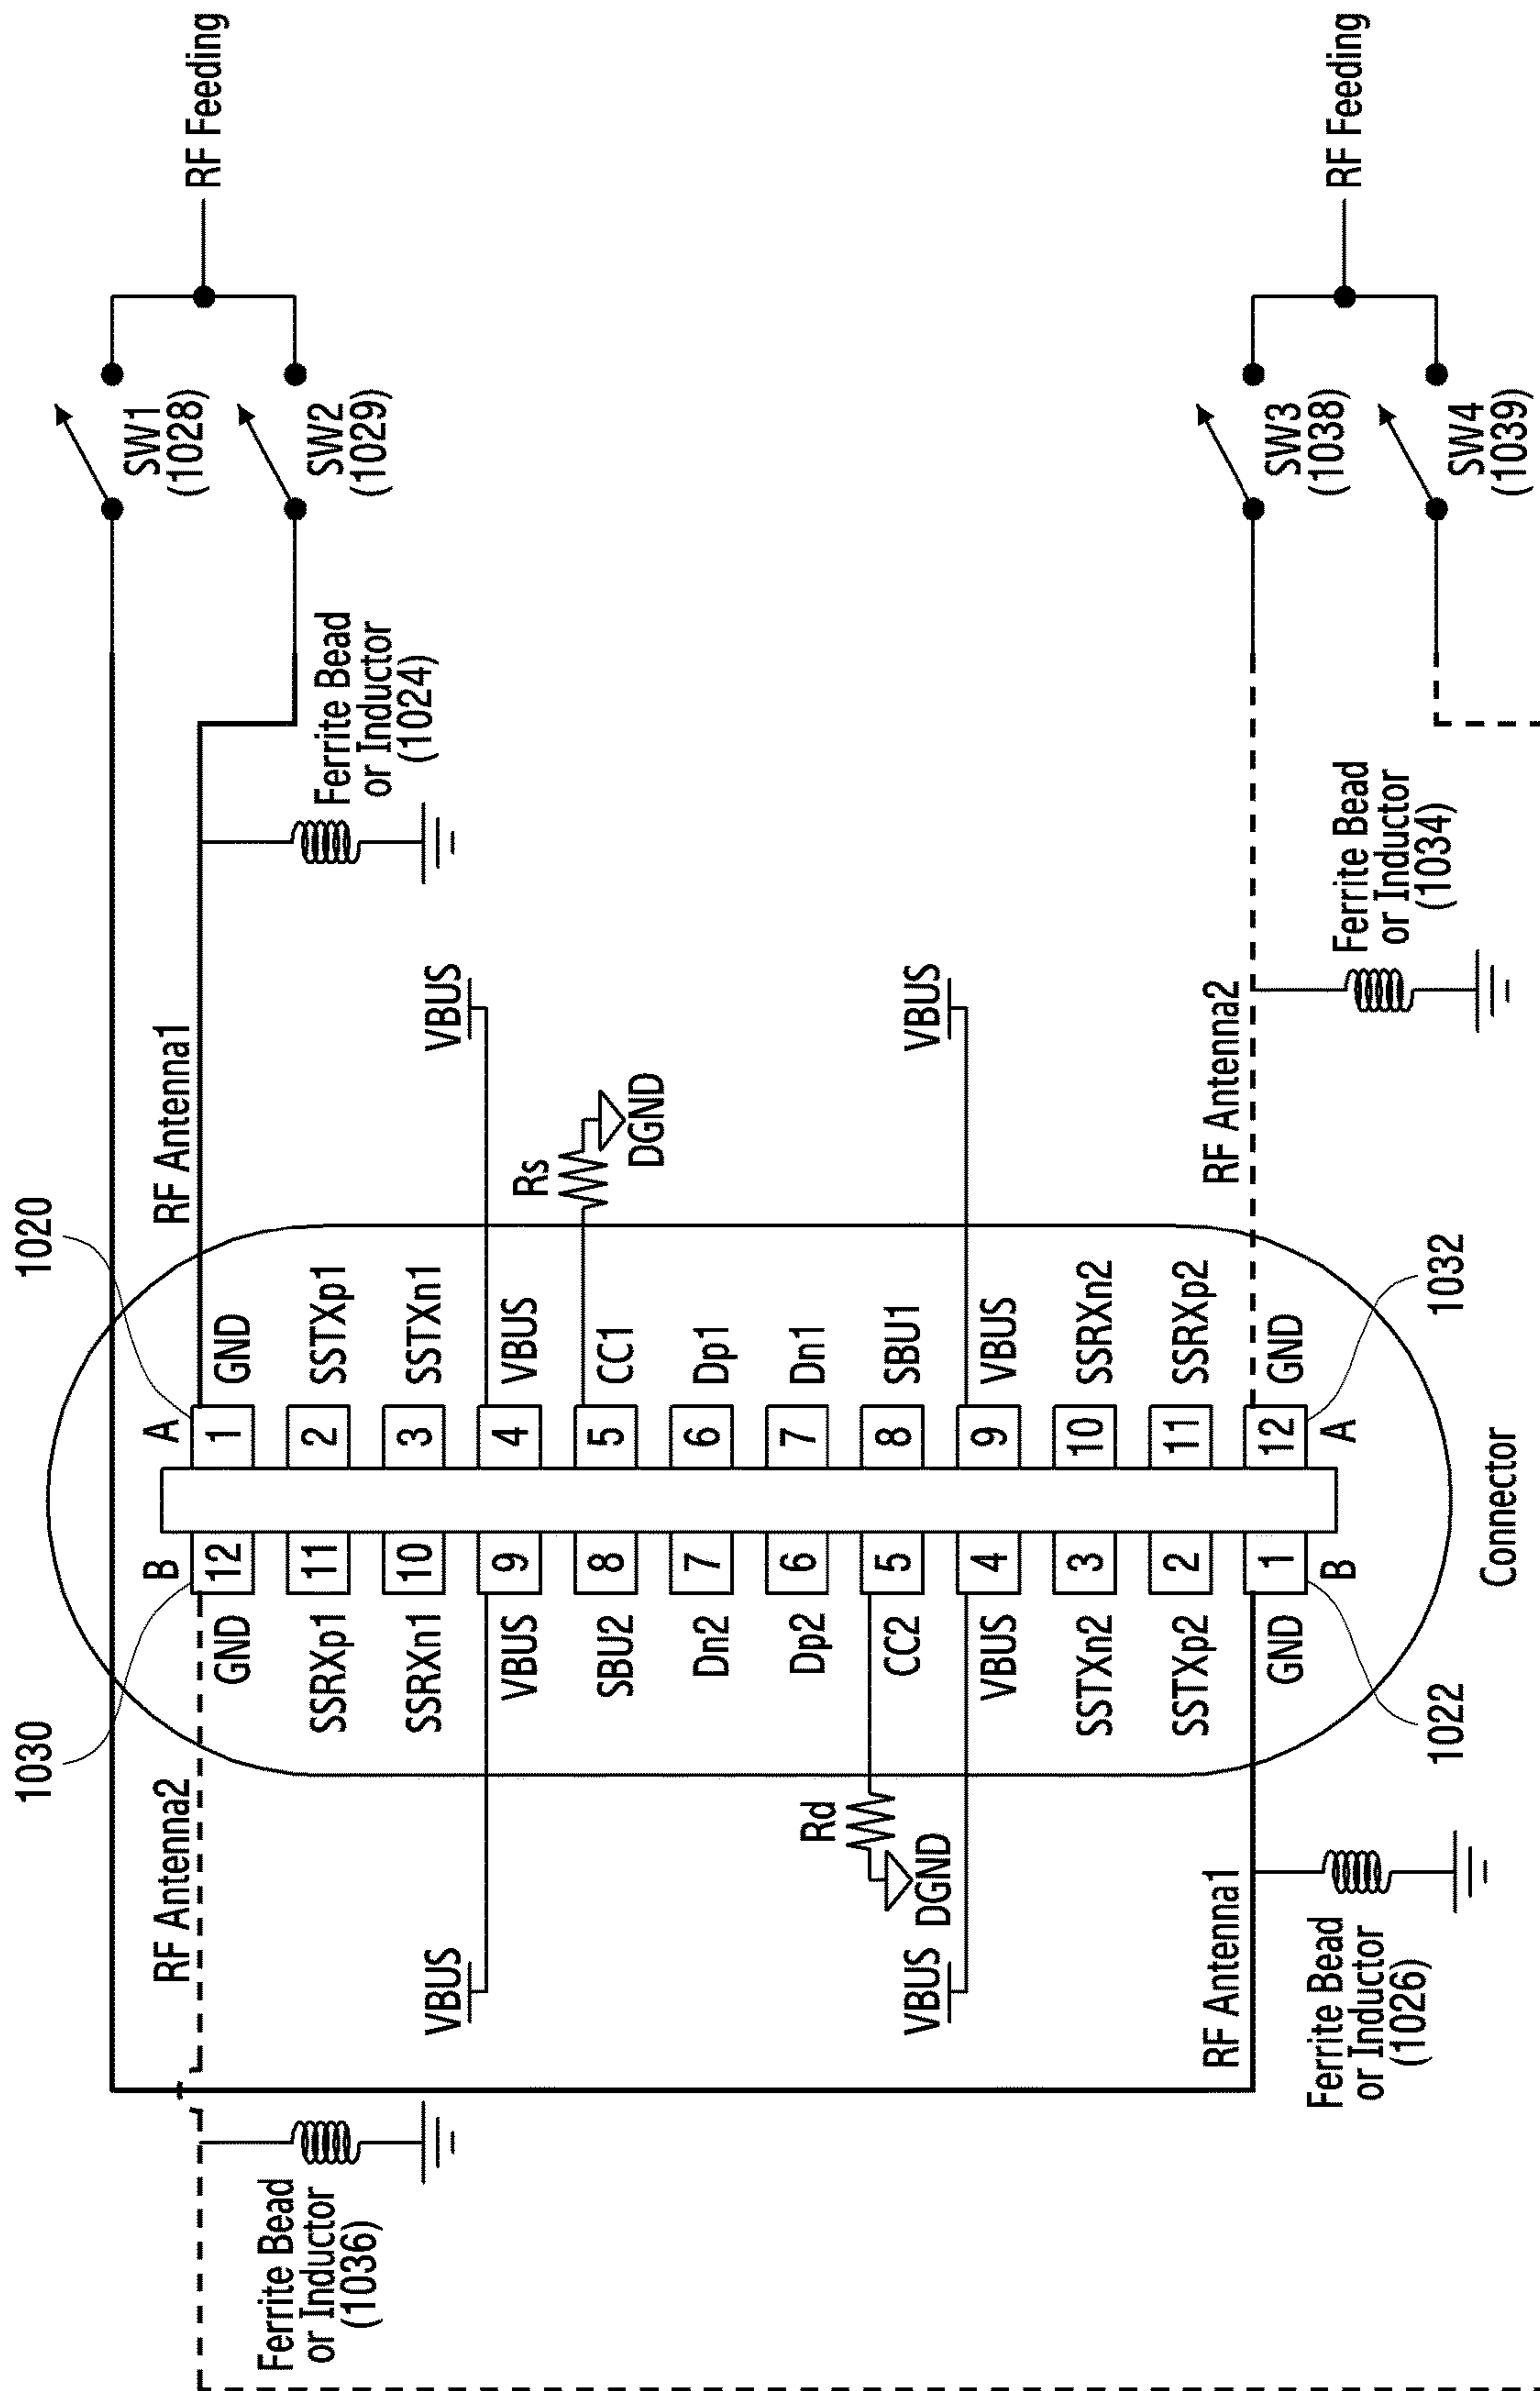 RF Feeding
RF Feeding
SW1
(1028)
SW2
(1029)
SW3
(1038)
SW4
(1039)
Ferrite Bead
or Inductor
(1024)
Ferrite Bead
or Inductor
(1034)
RF Antenna1
VBUS
Rs
DGND
VBUS
RF Antenna2
1020
1032
GND
SSTXp1
SSTXn1
VBUS
CC1
Dp1
Dn1
SBU1
VBUS
SSRXn2
SSRXp2
GND
A
1
2
3
4
5
6
7
8
9
10
11
12
A
B
12
11
10
9
8
7
6
5
4
3
2
1
B
GND
SSRXp1
SSRXn1
VBUS
SBU2
Dn2
Dp2
CC2
VBUS
SSTXn2
SSTXp2
GND
Connector
1030
1022
RF Antenna2
VBUS
Rd
DGND
VBUS
RF Antenna1
Ferrite Bead
or Inductor
(1026)
Ferrite Bead
or Inductor
(1036)